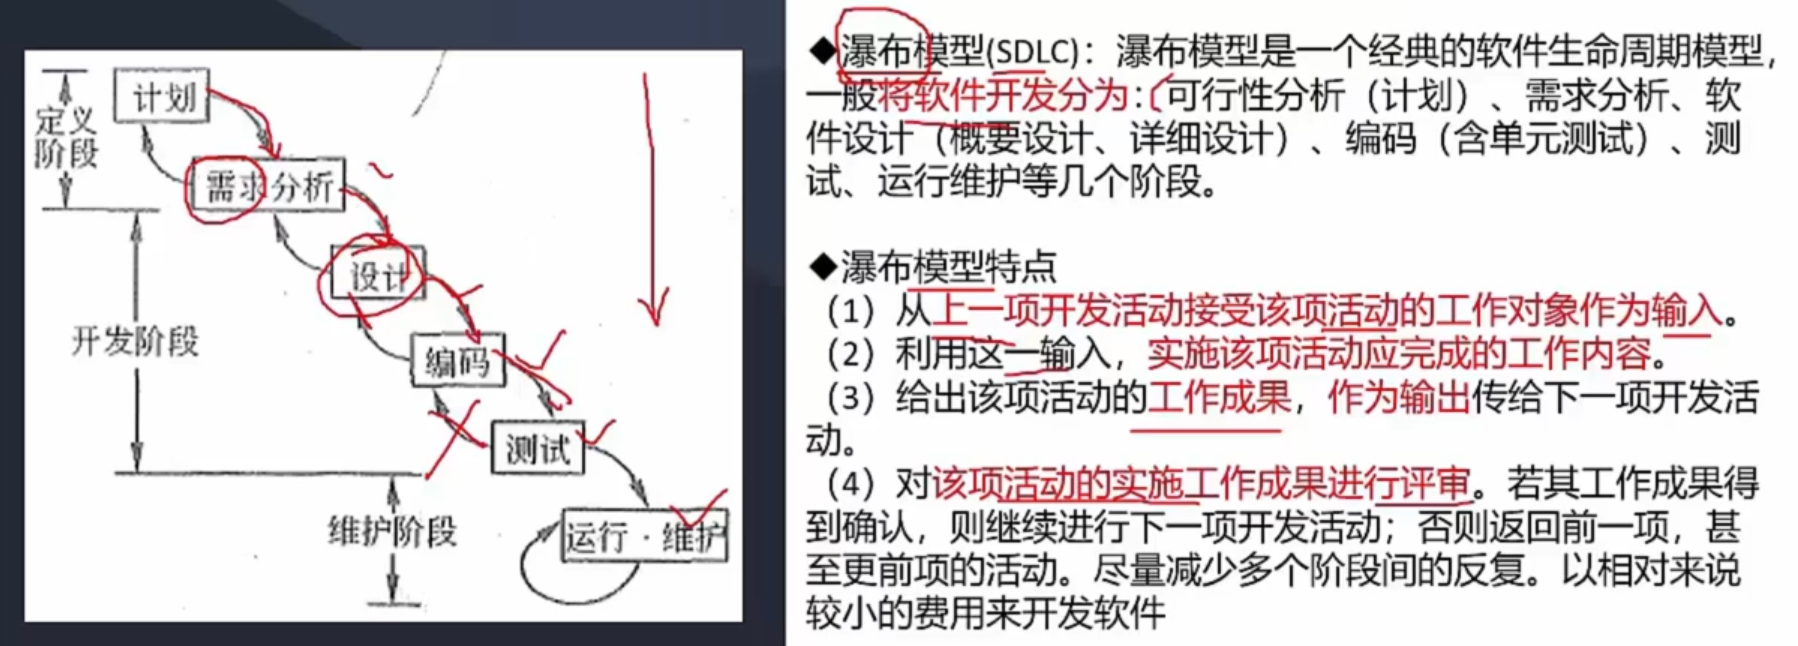 计划
定义
阶段
需求分析
设计
开发阶段
编码
测试
维护阶段
运行·维护
◆瀑布模型(SDLC)：瀑布模型是一个经典的软件生命周期模型，
一般将软件开发分为：可行性分析（计划）、需求分析、软
件设计（概要设计、详细设计）、编码（含单元测试）、测
试、运行维护等几个阶段。
◆瀑布模型特点
（1）从上一项开发活动接受该项活动的工作对象作为输入。
（2）利用这一输入，实施该项活动应完成的工作内容。
（3）给出该项活动的工作成果，作为输出传给下一项开发活
动。
（4）对该项活动的实施工作成果进行评审。若其工作成果得
到确认，则继续进行下一项开发活动；否则返回前一项，甚
至更前项的活动。尽量减少多个阶段间的反复。以相对来说
较小的费用来开发软件